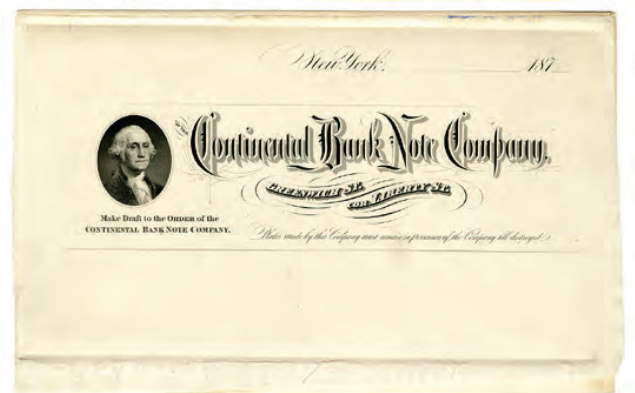 New York, 187
The Continental Bank Note Company.
GREENWICH ST.
COR LIBERTY ST.
Make Draft to the ORDER of the
CONTINENTAL BANK NOTE COMPANY.
Plates made by this Company must remain in possession of the Company till destroyed.